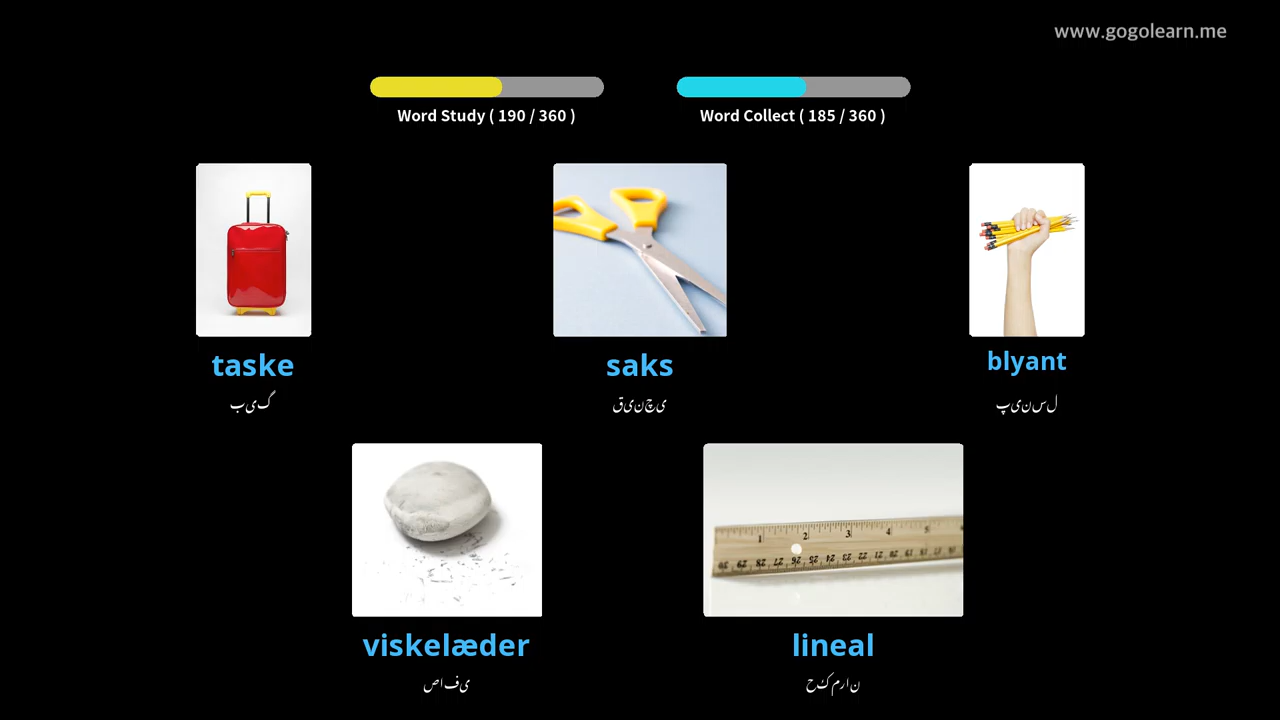 www.gogolearn.me
Word Study ( 190 / 360 )
Word Collect ( 185 / 360 )
taske
saks
blyant
بیگ
قینچی
پینسل
viskelæder
lineal
صافی
حُکمران